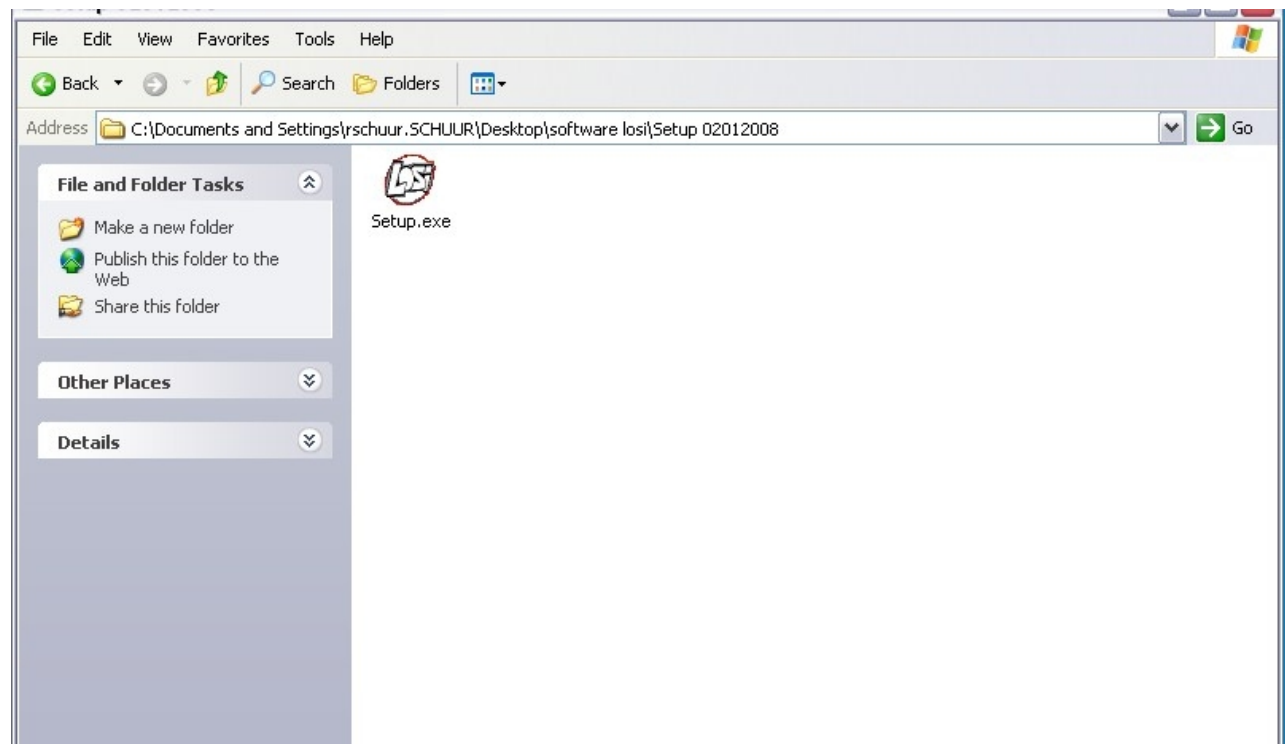 File Edit View Favorites Tools Help
Back Search Folders
Address C:\Documents and Settings\rschuur.SCHUUR\Desktop\software losi\Setup 02012008 Go
File and Folder Tasks
Make a new folder
Publish this folder to the
Web
Share this folder
Other Places
Details
Losi
Setup.exe